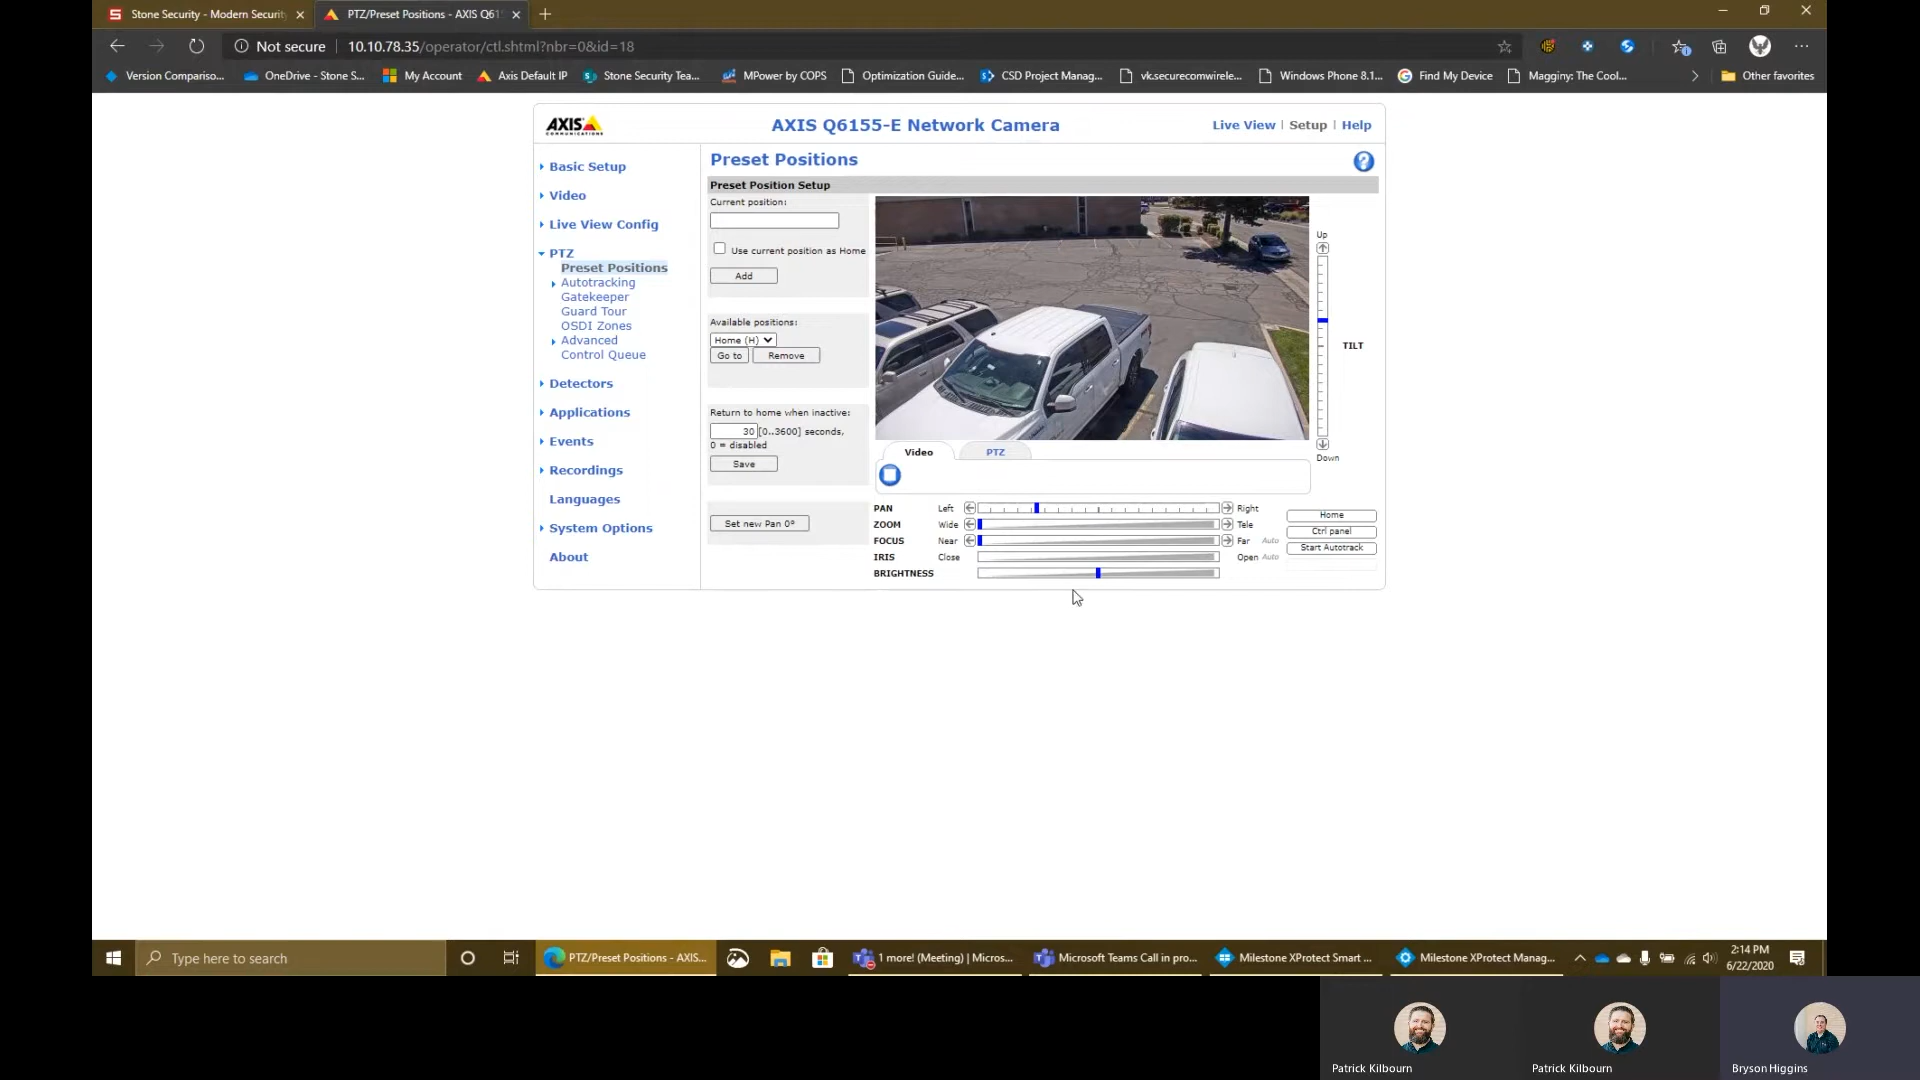 Stone Security - Modern Securit
PTZ/Preset Positions - AXIS Q61
Not secure
10.10.78.35/operator/ctl.shtml?nbr=0&id=18
Version Compariso...
OneDrive - Stone S...
My Account
Axis Default IP
Stone Security Tea...
MPower by COPS
Optimization Guide...
CSD Project Manag...
vk.securecomwirele...
Windows Phone 8.1...
Find My Device
Magginy: The Cool...
Other favorites
AXIS
COMMUNICATIONS
AXIS Q6155-E Network Camera
Live View | Setup | Help
Basic Setup
Video
Live View Config
PTZ
Preset Positions
Autotracking
Gatekeeper
Guard Tour
OSDI Zones
Advanced
Control Queue
Detectors
Applications
Events
Recordings
Languages
System Options
About
Preset Positions
Preset Position Setup
Current position:
Use current position as Home
Add
Available positions:
Home (H)
Go to Remove
Return to home when inactive:
30 [0..3600] seconds,
0 = disabled
Save
Set new Pan 0°
Up
TILT
Down
Video PTZ
PAN Left Right
ZOOM Wide Tele
FOCUS Near Far Auto
IRIS Close Open Auto
BRIGHTNESS
Home
Ctrl panel
Start Autotrack
Type here to search
PTZ/Preset Positions - AXIS...
1 more! (Meeting) | Micros...
Microsoft Teams Call in pro...
Milestone XProtect Smart ...
Milestone XProtect Manag...
2:14 PM
6/22/2020
Patrick Kilbourn
Patrick Kilbourn
Bryson Higgins